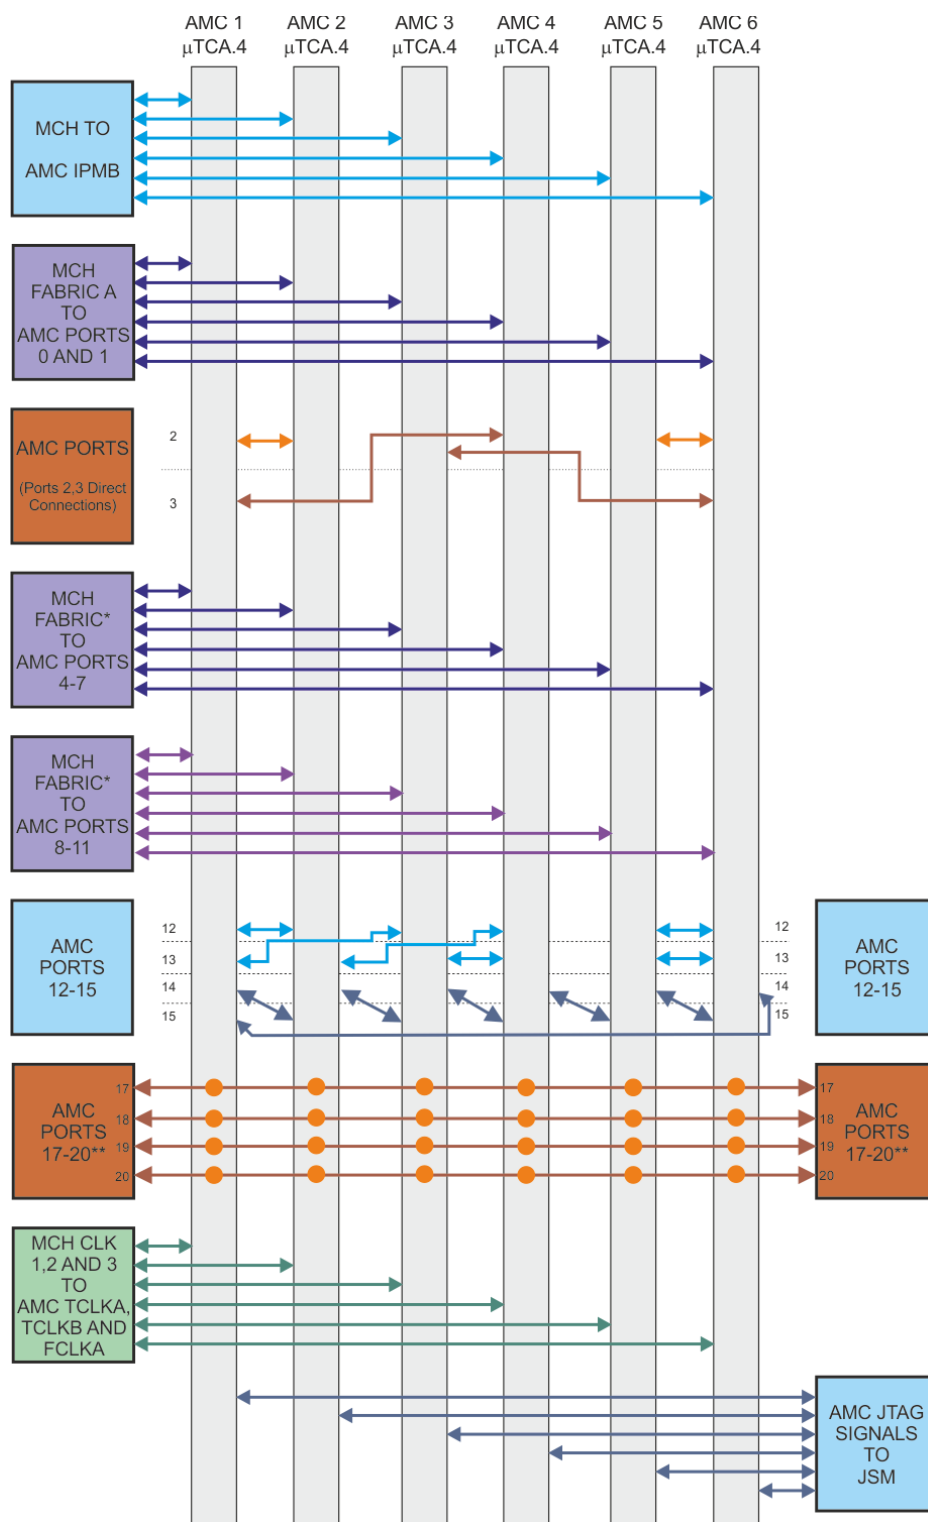 AMC 1
μTCA.4
AMC 2
μTCA.4
AMC 3
μTCA.4
AMC 4
μTCA.4
AMC 5
μTCA.4
AMC 6
μTCA.4
MCH TO
AMC IPMB
MCH
FABRIC A
TO
AMC PORTS
0 AND 1
AMC PORTS
(Ports 2,3 Direct
Connections)
2
3
MCH
FABRIC*
TO
AMC PORTS
4-7
MCH
FABRIC*
TO
AMC PORTS
8-11
AMC
PORTS
12-15
12
13
14
15
12
13
14
15
AMC
PORTS
12-15
AMC
PORTS
17-20**
17
18
19
20
17
18
19
20
AMC
PORTS
17-20**
MCH CLK
1,2 AND 3
TO
AMC TCLKA,
TCLKB AND
FCLKA
AMC JTAG
SIGNALS
TO
JSM